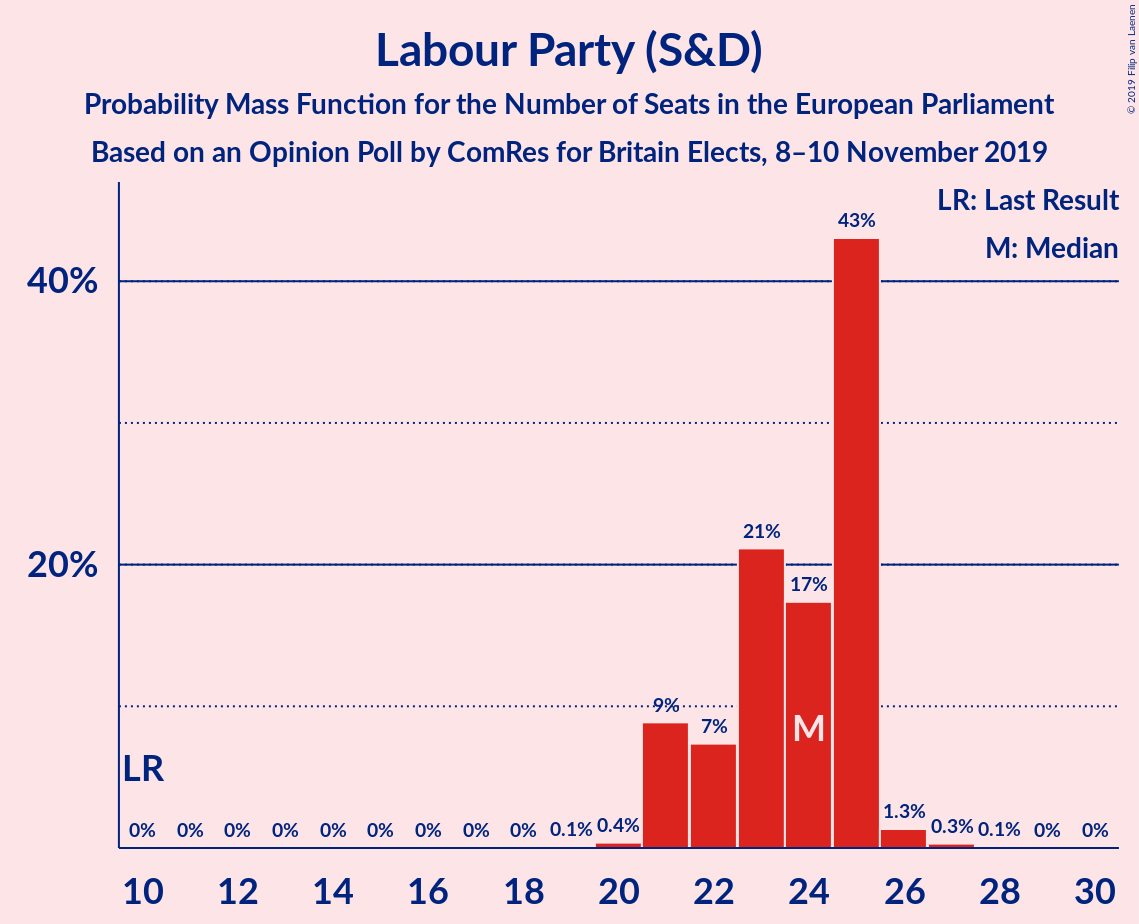 Labour Party (S&D)
Probability Mass Function for the Number of Seats in the European Parliament
Based on an Opinion Poll by ComRes for Britain Elects, 8–10 November 2019
© 2019 Filip van Laenen
LR: Last Result
M: Median
43%
40%
21%
20%
17%
9%
7%
M
LR
0% 0% 0% 0% 0% 0% 0% 0% 0% 0.1% 0.4% 1.3% 0.3% 0.1% 0% 0%
10 12 14 16 18 20 22 24 26 28 30